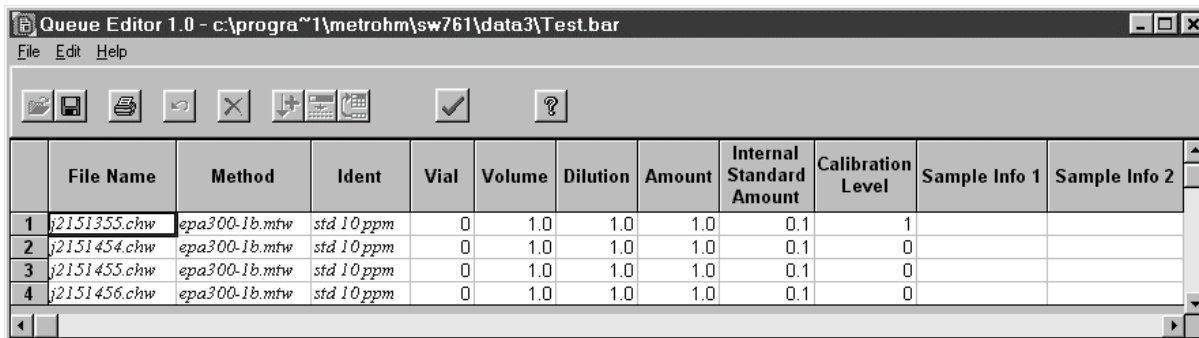 Queue Editor 1.0 - c:\progra~1\metrohm\sw761\data3\Test.bar
File Edit Help
File Name Method Ident Vial Volume Dilution Amount Internal Standard Amount Calibration Level Sample Info 1 Sample Info 2
1 j2151355.chw epa300-1b.mtw std 10 ppm 0 1.0 1.0 1.0 0.1 1
2 j2151454.chw epa300-1b.mtw std 10 ppm 0 1.0 1.0 1.0 0.1 0
3 j2151455.chw epa300-1b.mtw std 10 ppm 0 1.0 1.0 1.0 0.1 0
4 j2151456.chw epa300-1b.mtw std 10 ppm 0 1.0 1.0 1.0 0.1 0